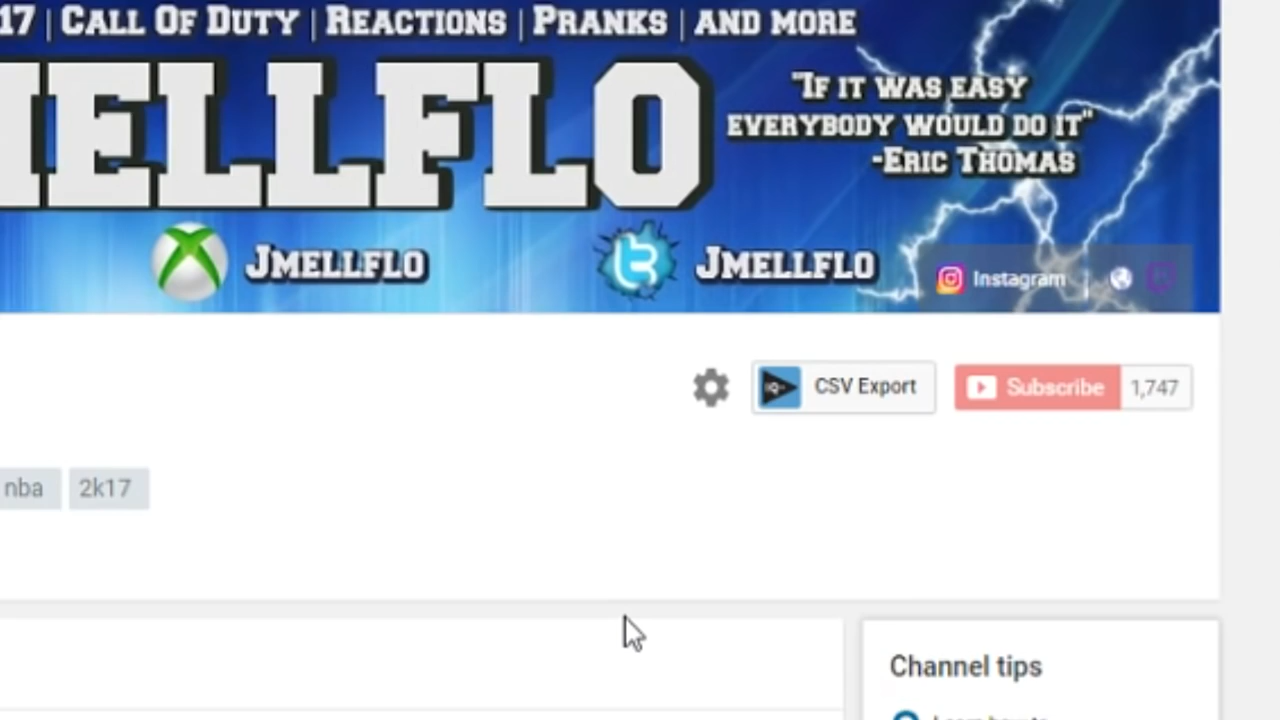 17 | Call Of Duty | Reactions | Pranks | and more
ELLFLO
"If it was easy
everybody would do it"
-Eric Thomas
Jmellflo
Jmellflo
Instagram
CSV Export
Subscribe 1,747
nba 2k17
Channel tips